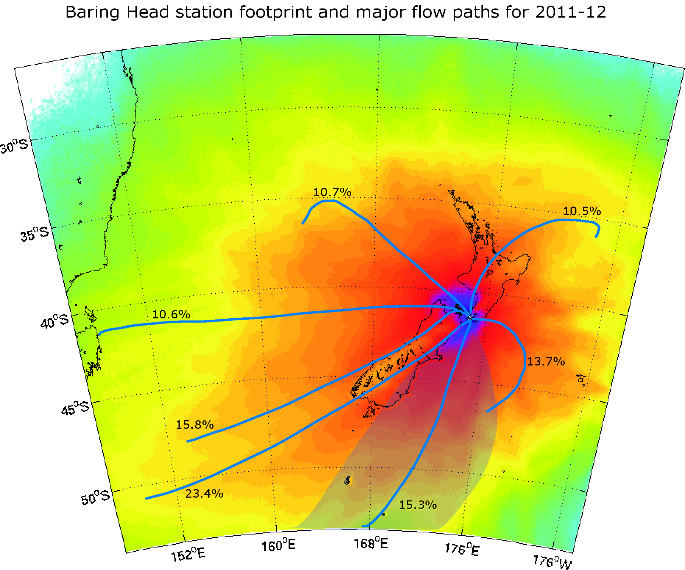 Baring Head station footprint and major flow paths for 2011-12
30°S
35°S
40°S
45°S
50°S
10.7%
10.5%
10.6%
13.7%
15.8%
23.4%
15.3%
152°E
160°E
168°E
176°E
176°W